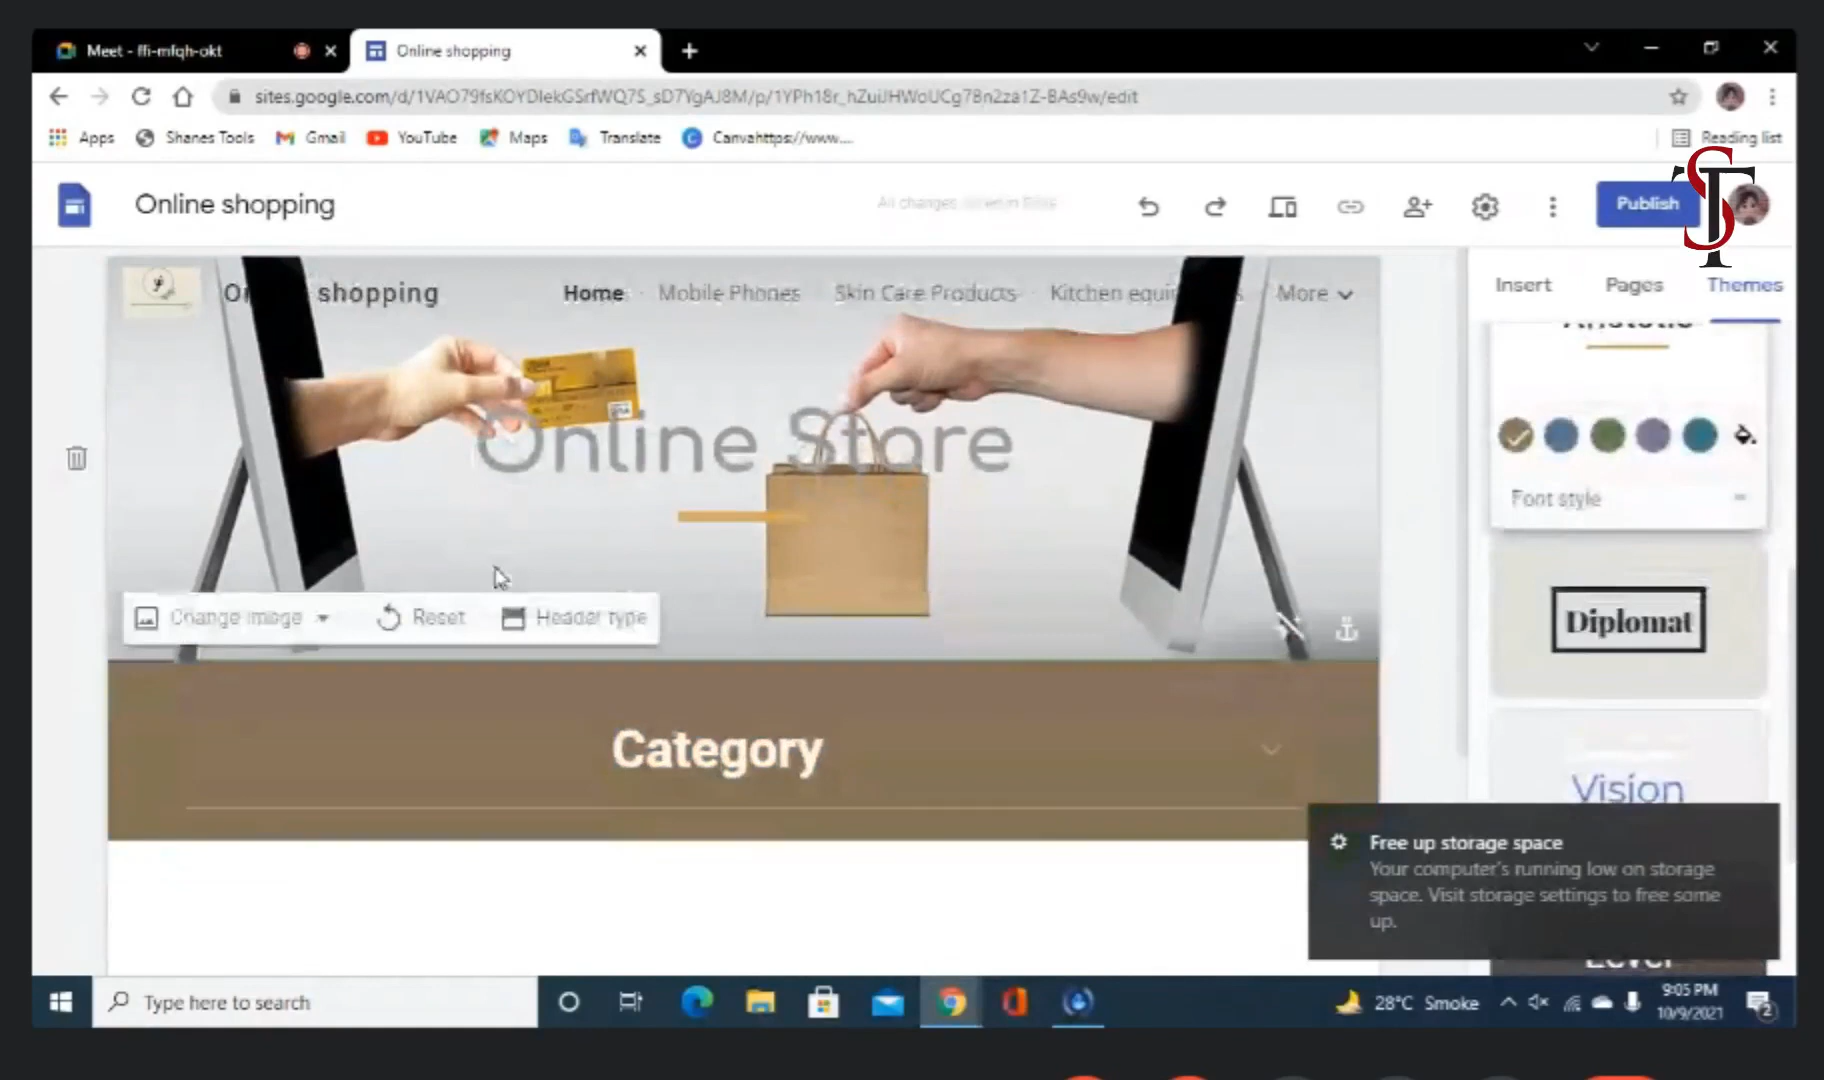 Meet - ffi-mfqh-okt
Online shopping
sites.google.com/d/1VAO79fsKOYDlekGSrfWQ7S_sD7YgAJ8M/p/1YPh18r_hZuiJHWoUCg78n2za1Z-BAs9w/edit
Apps
Shanes Tools
Gmail
YouTube
Maps
Translate
Canvahttps://www....
Reading list
Online shopping
Publish
ST
Insert
Pages
Themes
shopping
Home
Mobile Phones
Skin Care Products
Kitchen
More
Online Store
Font style
Diplomat
Change image
Reset
Header type
Category
Vision
Free up storage space
Your computer's running low on storage
space. Visit storage settings to free some
up.
Type here to search
28°C Smoke
9:05 PM
10/9/2021
2